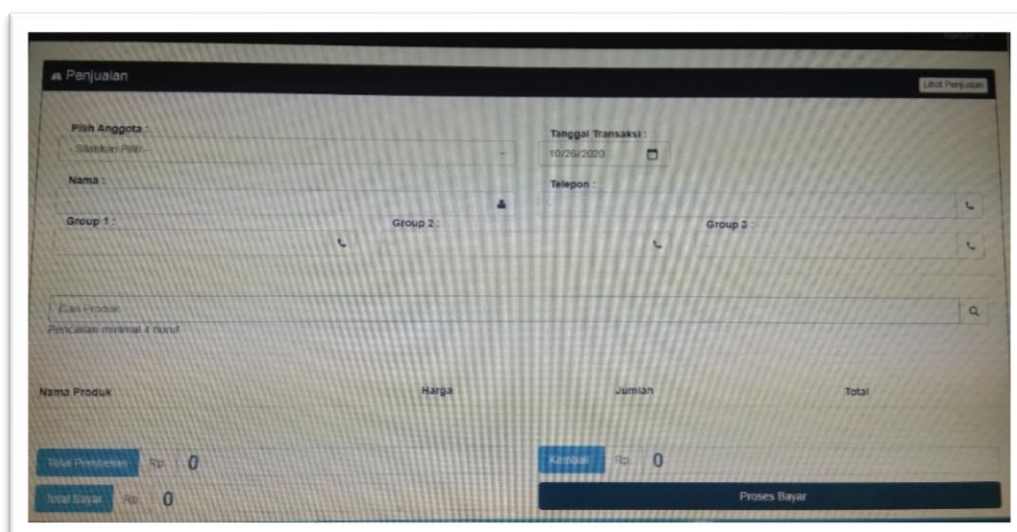 Penjualan
Lihat Penjualan
Pilih Anggota :
- Silahkan Pilih -
Tanggal Transaksi :
10/26/2020
Nama :
Telepon :
Group 1 :
Group 2 :
Group 3 :
Cari Produk
Pencarian minimal 4 huruf
Nama Produk Harga Jumlah Total
Total Pembelian Rp. 0
Kembali Rp. 0
Total Bayar Rp. 0
Proses Bayar